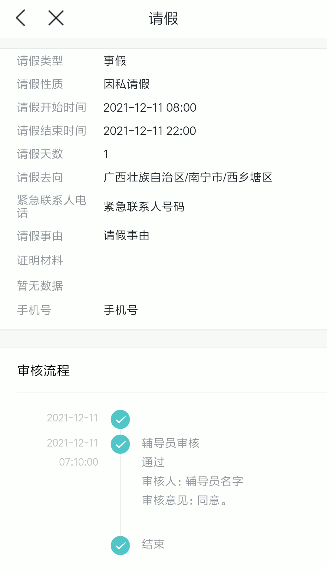 请假
请假类型 事假
请假性质 因私请假
请假开始时间 2021-12-11 08:00
请假结束时间 2021-12-11 22:00
请假天数 1
请假去向 广西壮族自治区/南宁市/西乡塘区
紧急联系人电话 紧急联系人号码
请假事由 请假事由
证明材料
暂无数据
手机号 手机号
审核流程
2021-12-11
2021-12-11 辅导员审核
07:10:00 通过
审核人：辅导员名字
审核意见：同意。
结束